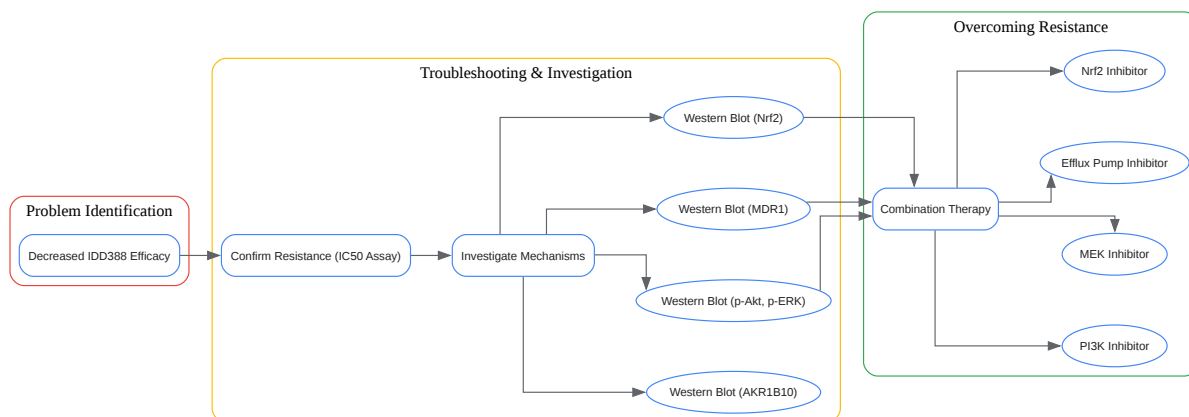 Problem Identification
Decreased IDD388 Efficacy
Troubleshooting & Investigation
Confirm Resistance (IC50 Assay)
Investigate Mechanisms
Western Blot (Nrf2)
Western Blot (MDR1)
Western Blot (p-Akt, p-ERK)
Western Blot (AKR1B10)
Overcoming Resistance
Combination Therapy
Nrf2 Inhibitor
Efflux Pump Inhibitor
MEK Inhibitor
PI3K Inhibitor